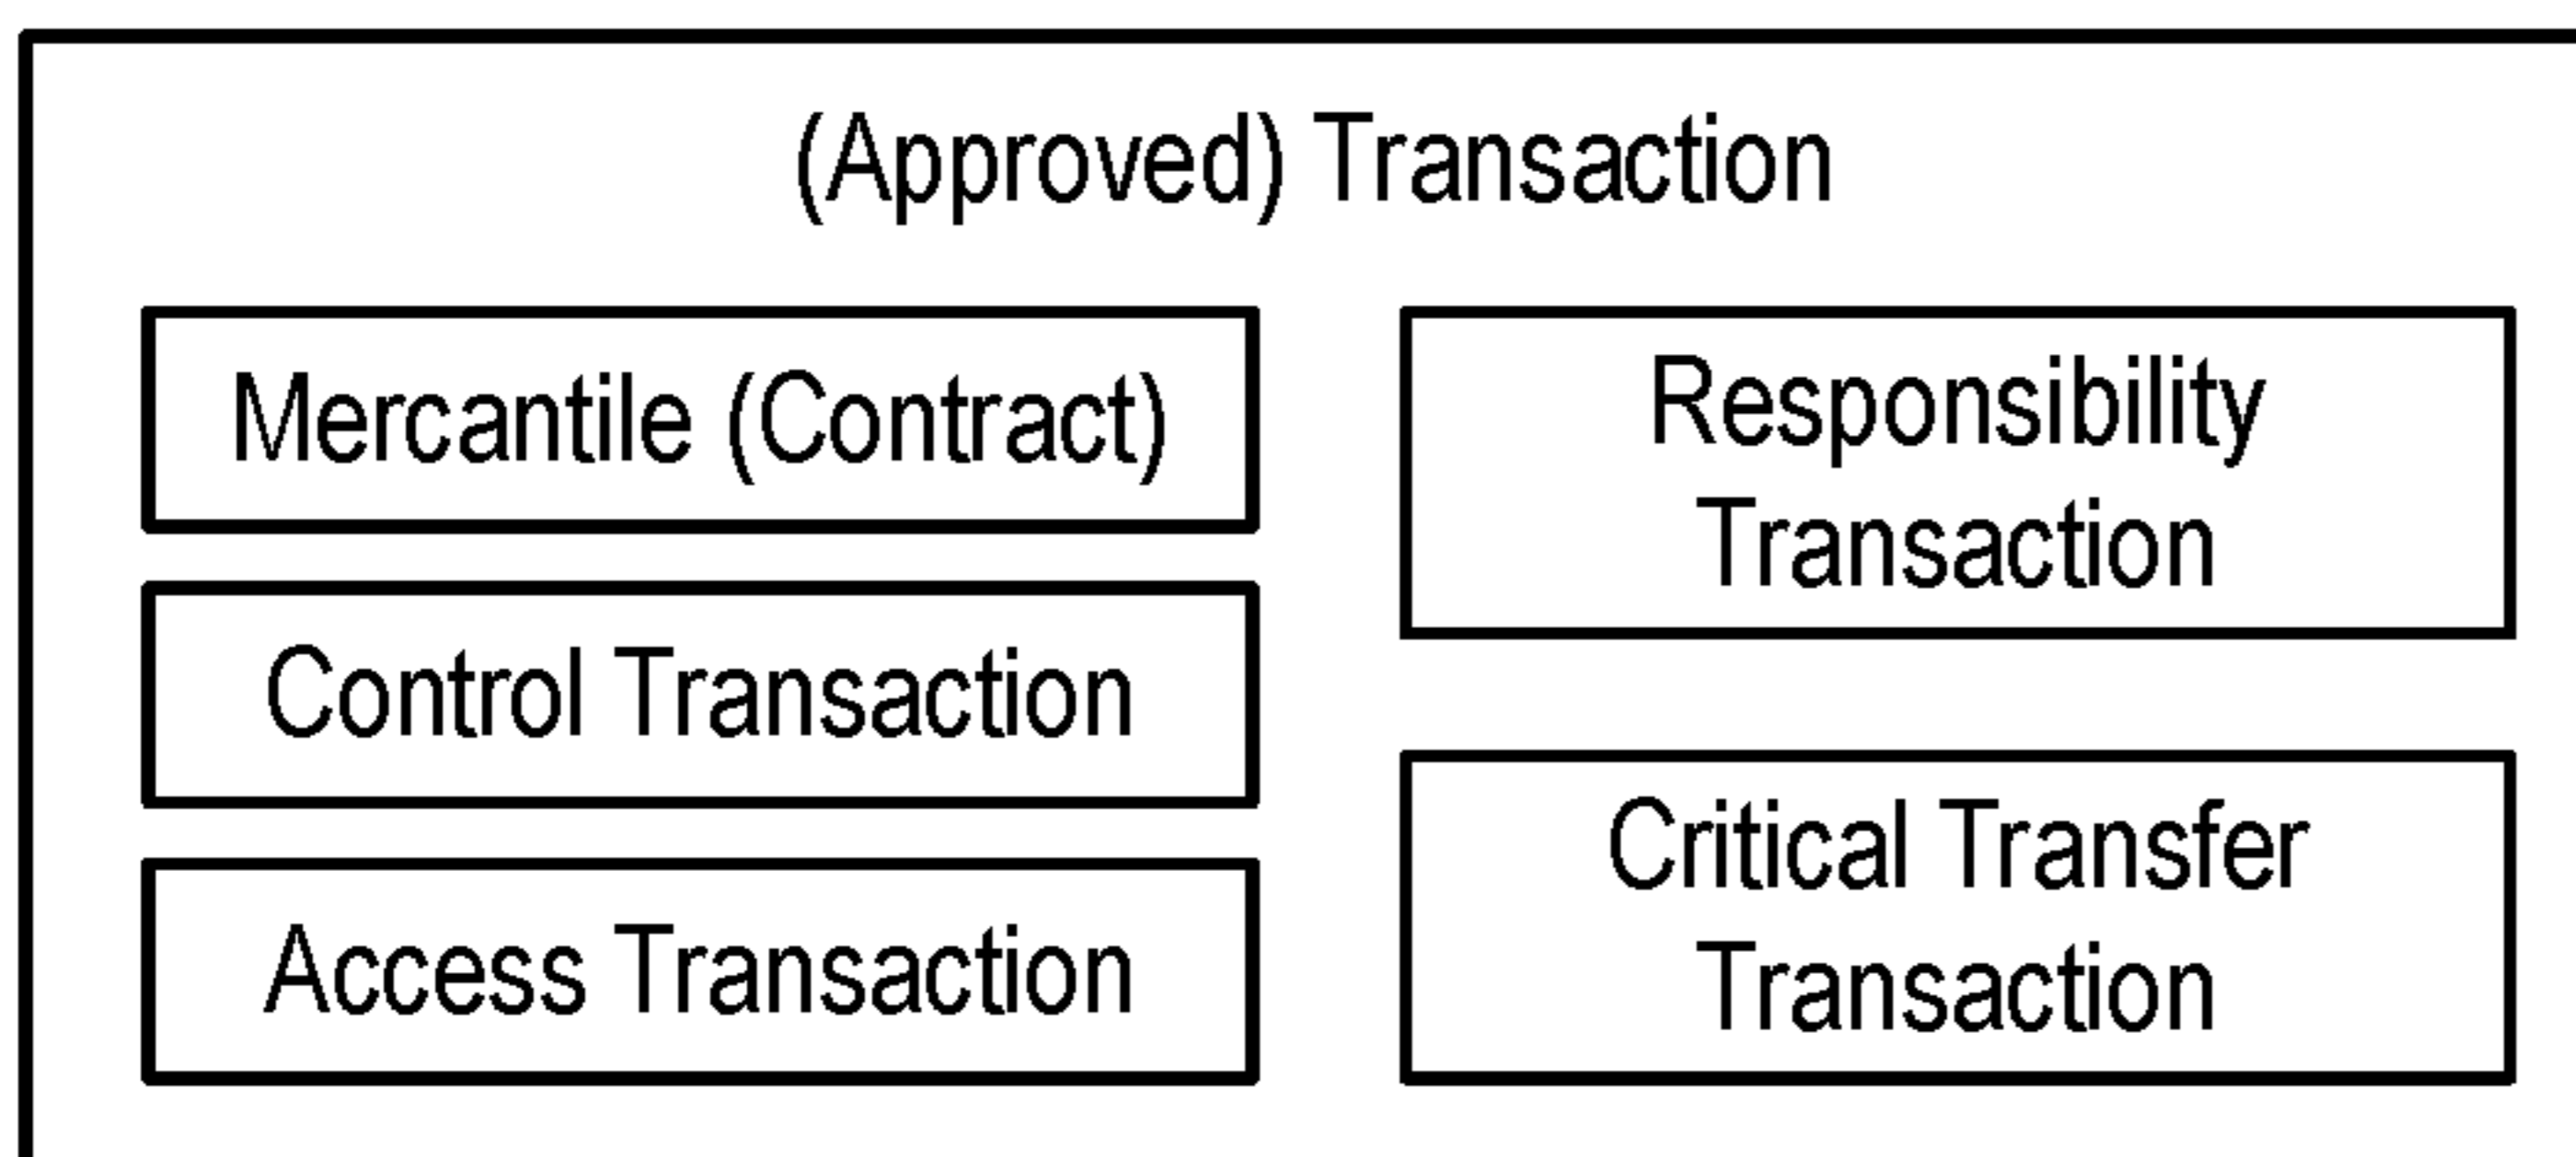 (Approved) Transaction
Mercantile (Contract)
Control Transaction
Access Transaction
Responsibility
Transaction
Critical Transfer
Transaction